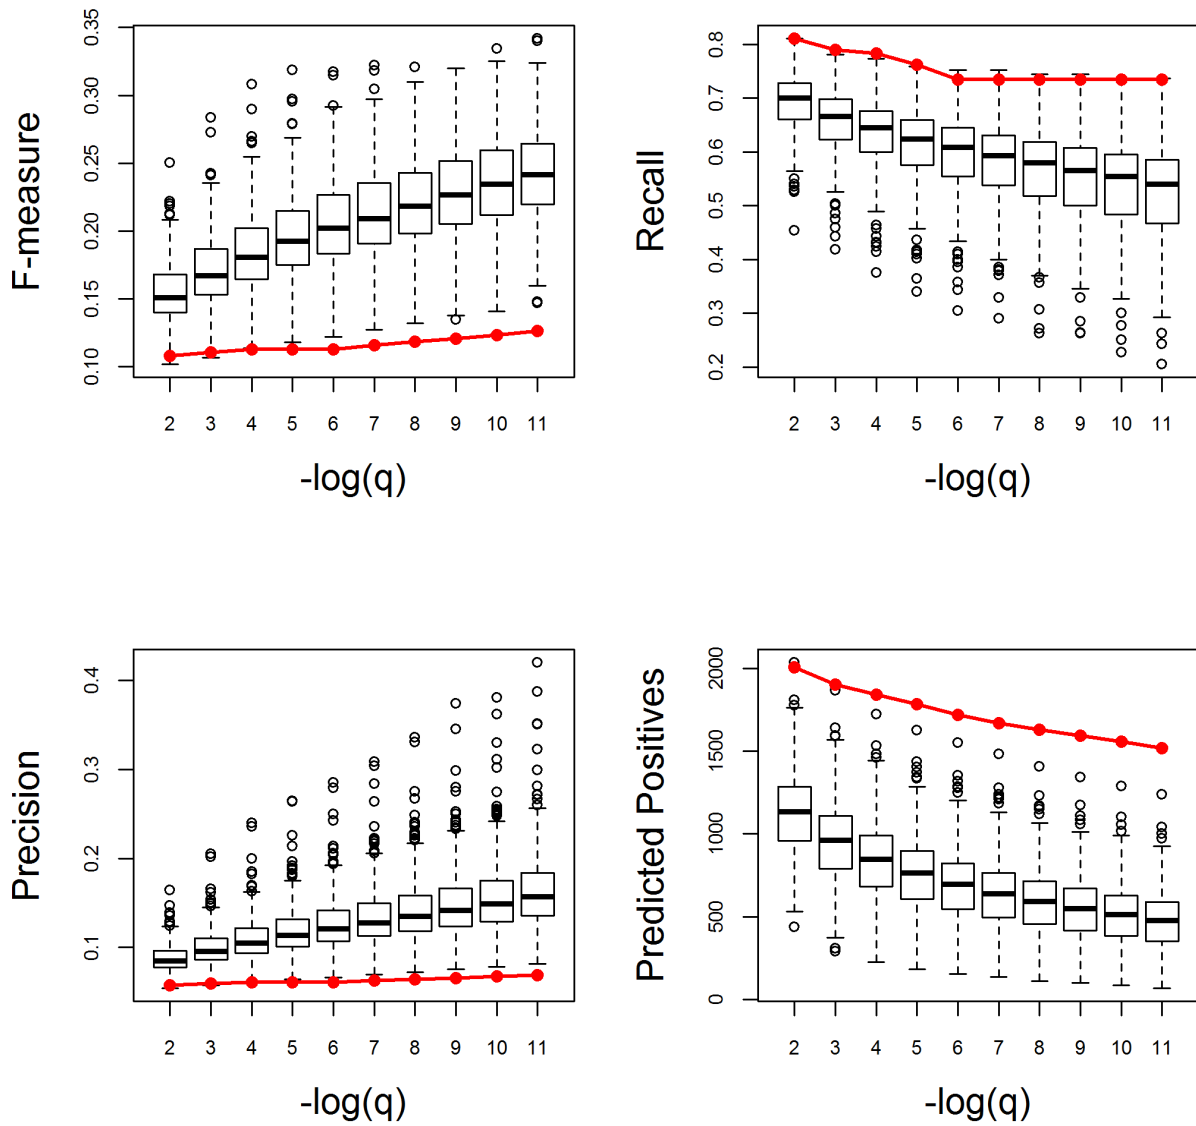 F-measure
0.10 0.15 0.20 0.25 0.30 0.35
2 3 4 5 6 7 8 9 10 11
-log(q)
Recall
0.2 0.3 0.4 0.5 0.6 0.7 0.8
2 3 4 5 6 7 8 9 10 11
-log(q)
Precision
0.1 0.2 0.3 0.4
2 3 4 5 6 7 8 9 10 11
-log(q)
Predicted Positives
0 500 1000 1500 2000
2 3 4 5 6 7 8 9 10 11
-log(q)